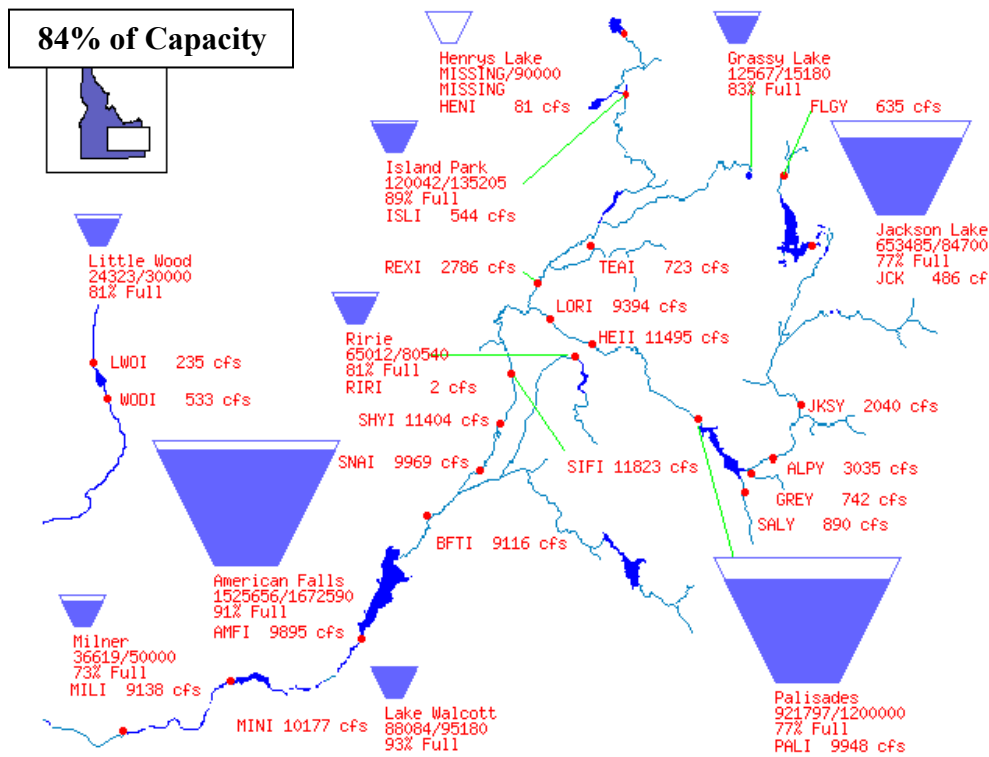 84% of Capacity
Henrys Lake
MISSING/90000
MISSING
HENI 81 cfs
Grassy Lake
12567/15180
83% Full
FLGY 635 cfs
Island Park
120042/135205
89% Full
ISLI 544 cfs
Jackson Lake
653485/84700
77% Full
JCK 486 cf
Little Wood
24323/30000
81% Full
REXI 2786 cfs
TEAI 723 cfs
LORI 9394 cfs
HEII 11495 cfs
Ririe
65012/80540
81% Full
RIRI 2 cfs
LWOI 235 cfs
WODI 533 cfs
JKSY 2040 cfs
SHYI 11404 cfs
SNAI 9969 cfs
SIFI 11823 cfs
ALPY 3035 cfs
GREY 742 cfs
SALY 890 cfs
BFTI 9116 cfs
American Falls
1525656/1672590
91% Full
AMFI 9895 cfs
Milner
36619/50000
73% Full
MILI 9138 cfs
MINI 10177 cfs
Lake Walcott
88084/95180
93% Full
Palisades
921797/1200000
77% Full
PALI 9948 cfs